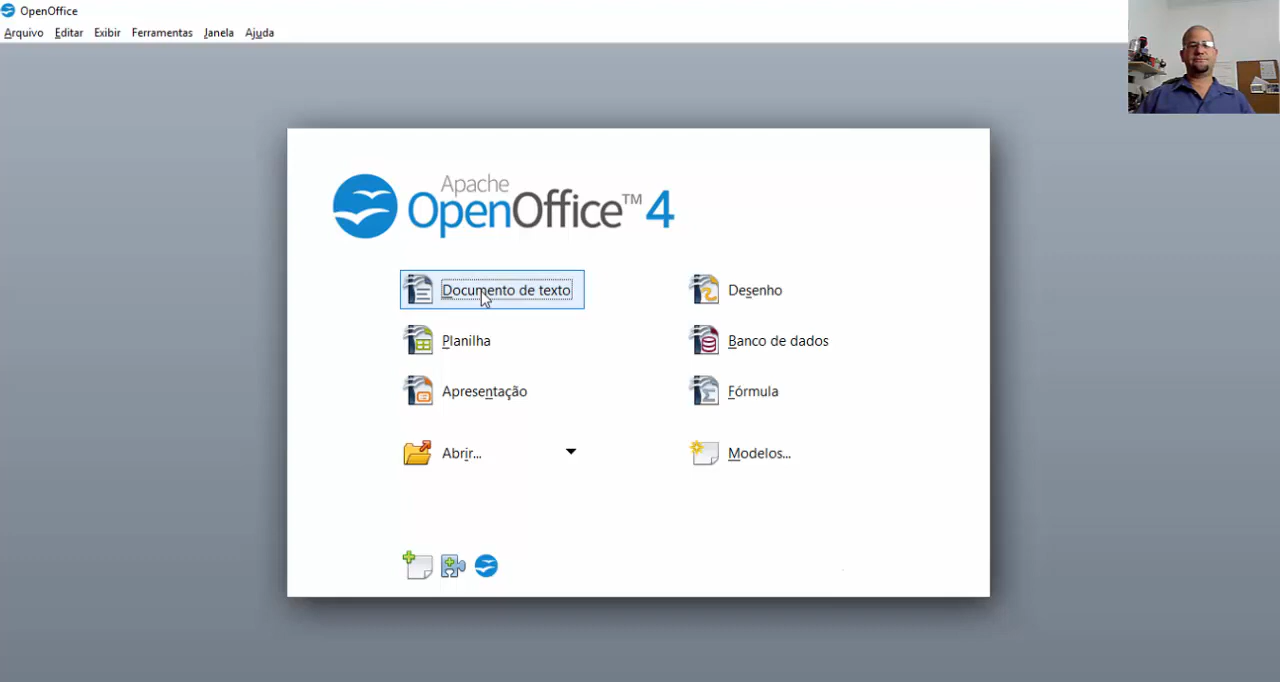 OpenOffice
Arquivo Editar Exibir Ferramentas Janela Ajuda
Apache
OpenOffice™ 4
Documento de texto
Desenho
Planilha
Banco de dados
Apresentação
Fórmula
Abrir...
Modelos...